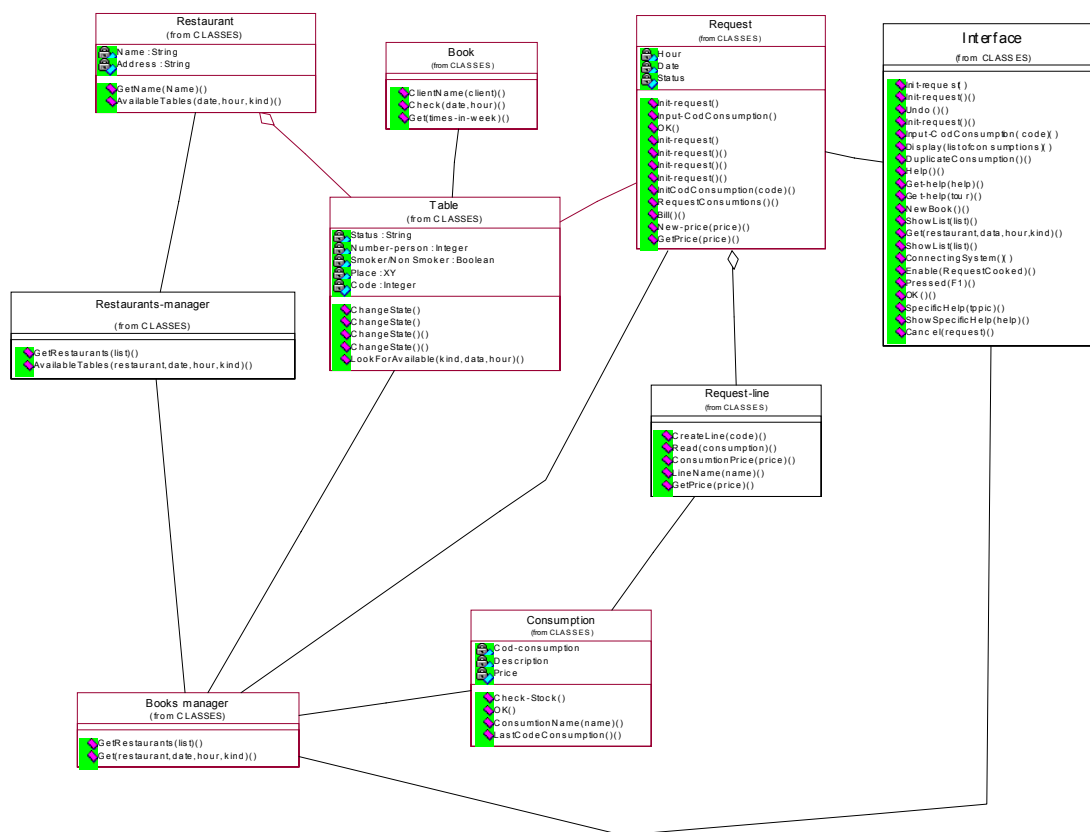 Restaurant
(from CLASSES)
Name : String
Address : String
GetName(Name)()
AvailableTables(date,hour,kind)()
Book
(from CLASSES)
ClientName(client)()
Check(date,hour)()
Get(times-in-week)()
Request
(from CLASSES)
Hour
Date
Status
Init-request()
Input-CodConsumption()
OK()
Init-request()
Init-request()()
Init-request()()
Init-request()()
InitCodConsumption(code)()
RequestConsumtions()()
Bill()()
New-price(price)()
GetPrice(price)()
Interface
(from CLASSES)
Init-request()
Init-request()()
Undo ()()
Init-request()()
Input-CodConsumption( code)()
Display(listofconsumptions)()
DuplicateConsumption()()
Help()()
Get-help(help)()
Get-help(tour)()
NewBook()()
ShowList(list)()
Get(restaurant,data,hour,kind)()
ShowList(list)()
ConnectingSystem()()
Enable(RequestCooked)()
Pressed(F1)()
OK()()
SpecificHelp(tppic)()
ShowSpecificHelp(help)()
Cancel(request)()
Table
(from CLASSES)
Status : String
Number-person : Integer
Smoker/Non Smoker : Boolean
Place : XY
Code : Integer
ChangeState()
ChangeState()
ChangeState()()
ChangeState()()
LookForAvailable(kind,data,hour)()
Restaurants-manager
(from CLASSES)
GetRestaurants(list)()
AvailableTables(restaurant,date,hour,kind)()
Request-line
(from CLASSES)
CreateLine(code)()
Read(consumption)()
ConsumtionPrice(price)()
LineName(name)()
GetPrice(price)()
Consumption
(from CLASSES)
Cod-consumption
Description
Price
Check-Stock()
OK()
ConsumtionName(name)()
LastCodeConsumption()()
Books manager
(from CLASSES)
GetRestaurants(list)()
Get(restaurant,date,hour,kind)()